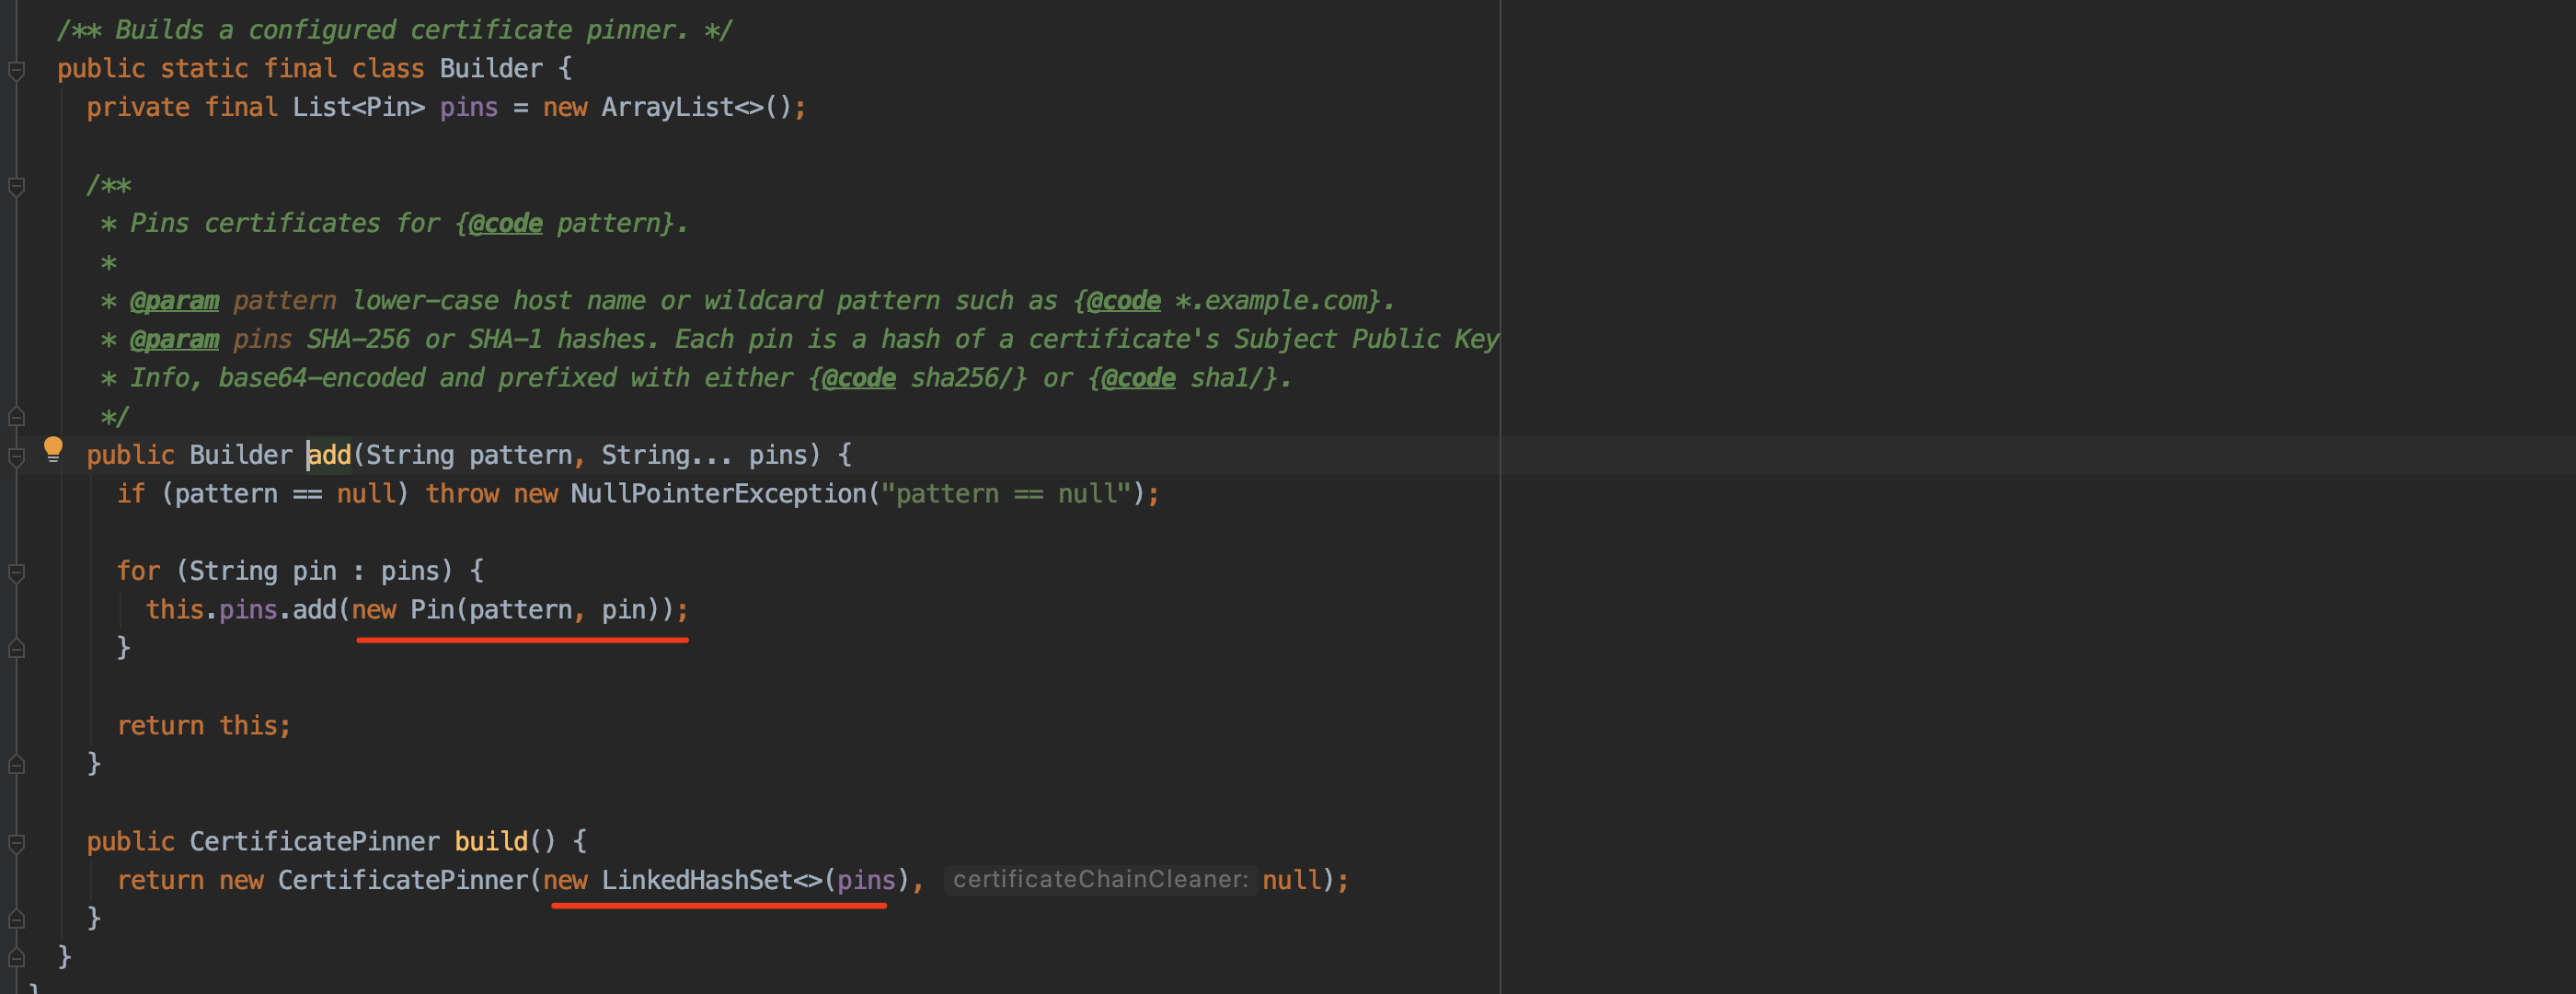 /** Builds a configured certificate pinner. */
public static final class Builder {
private final List<Pin> pins = new ArrayList<>();
/**
* Pins certificates for {@code pattern}.
*
* @param pattern lower-case host name or wildcard pattern such as {@code *.example.com}.
* @param pins SHA-256 or SHA-1 hashes. Each pin is a hash of a certificate's Subject Public Key
* Info, base64-encoded and prefixed with either {@code sha256/} or {@code sha1/}.
*/
public Builder add(String pattern, String... pins) {
if (pattern == null) throw new NullPointerException("pattern == null");
for (String pin : pins) {
this.pins.add(new Pin(pattern, pin));
}
return this;
}
public CertificatePinner build() {
return new CertificatePinner(new LinkedHashSet<>(pins), certificateChainCleaner: null);
}
}
}